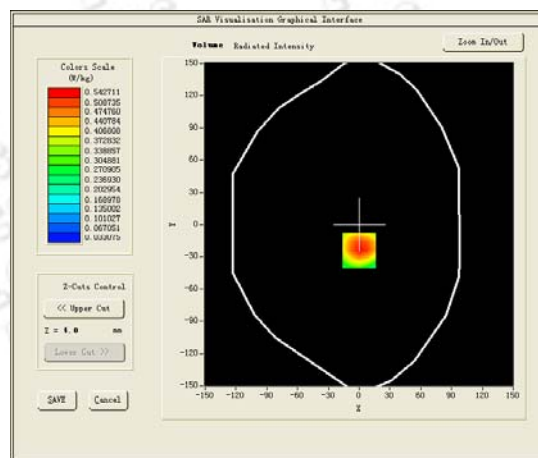 SAR Visualisation Graphical Interface
Volume Radiated Intensity
Zoom In/Out
Colors Scale
(W/kg)
0.542711
0.508735
0.474760
0.440784
0.406808
0.372832
0.338857
0.304881
0.270905
0.236930
0.202954
0.168978
0.135002
0.101027
0.067051
0.033075
Z-Cuts Control
<< Upper Cut
Z = 4.0 mm
Lower Cut >>
SAVE Cancel
150
120
90
60
30
Y 0
-30
-60
-90
-120
-150
-150 -120 -90 -60 -30 0 30 60 90 120 150
X